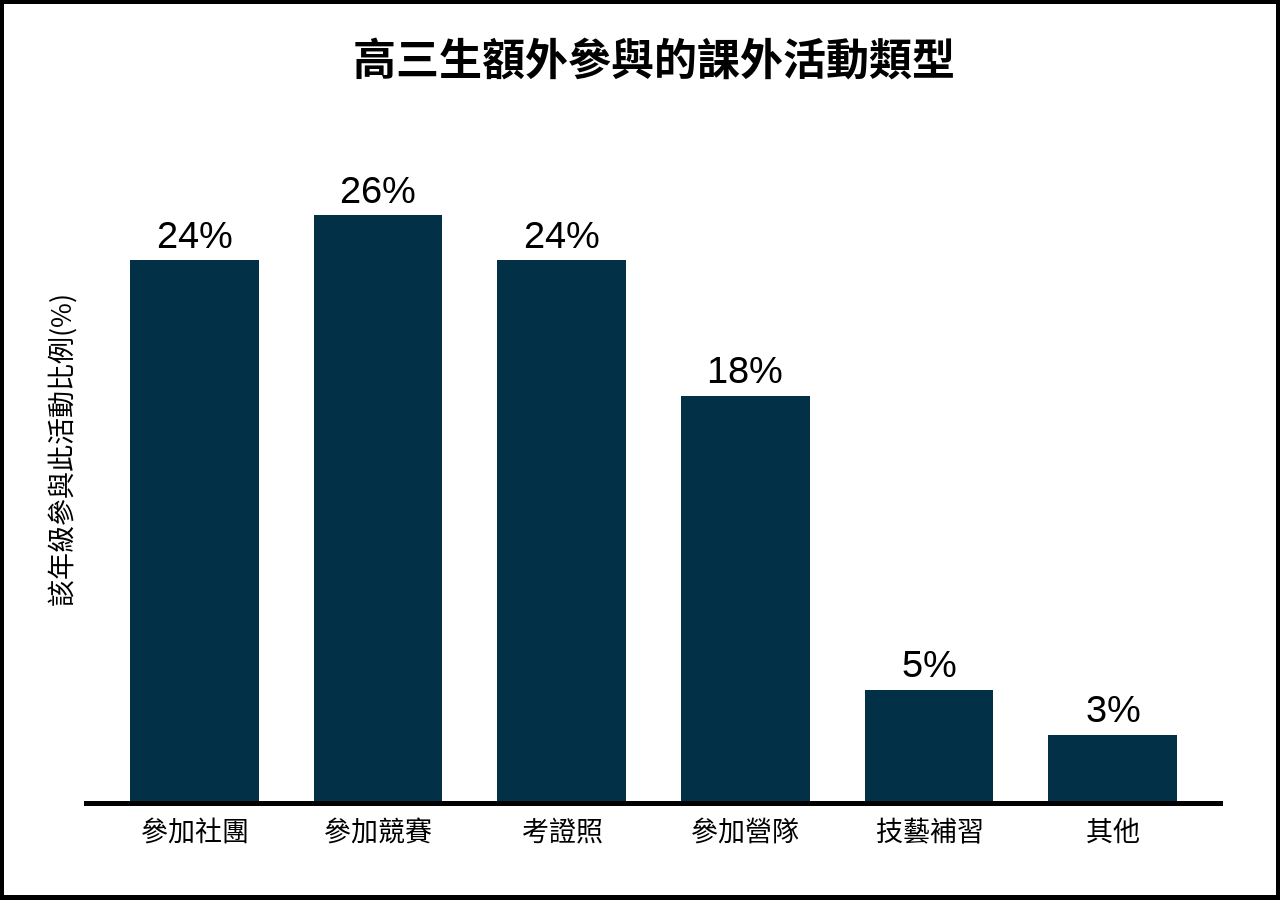 高三生額外參與的課外活動類型
該年級參與此活動比例(%)
24%
26%
24%
18%
5%
3%
參加社團
參加競賽
考證照
參加營隊
技藝補習
其他